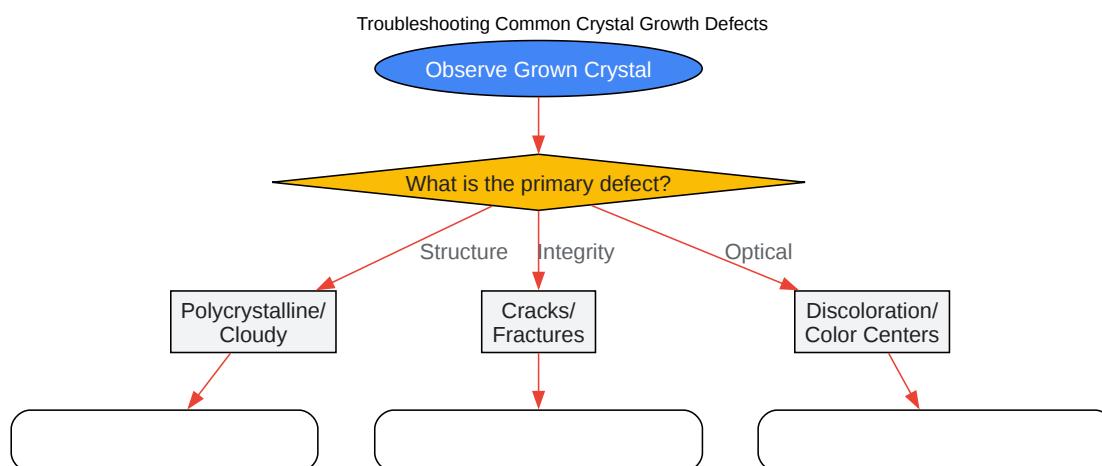 Troubleshooting Common Crystal Growth Defects
Observe Grown Crystal
What is the primary defect?
Structure
Integrity
Optical
Polycrystalline/
Cloudy
Cracks/
Fractures
Discoloration/
Color Centers